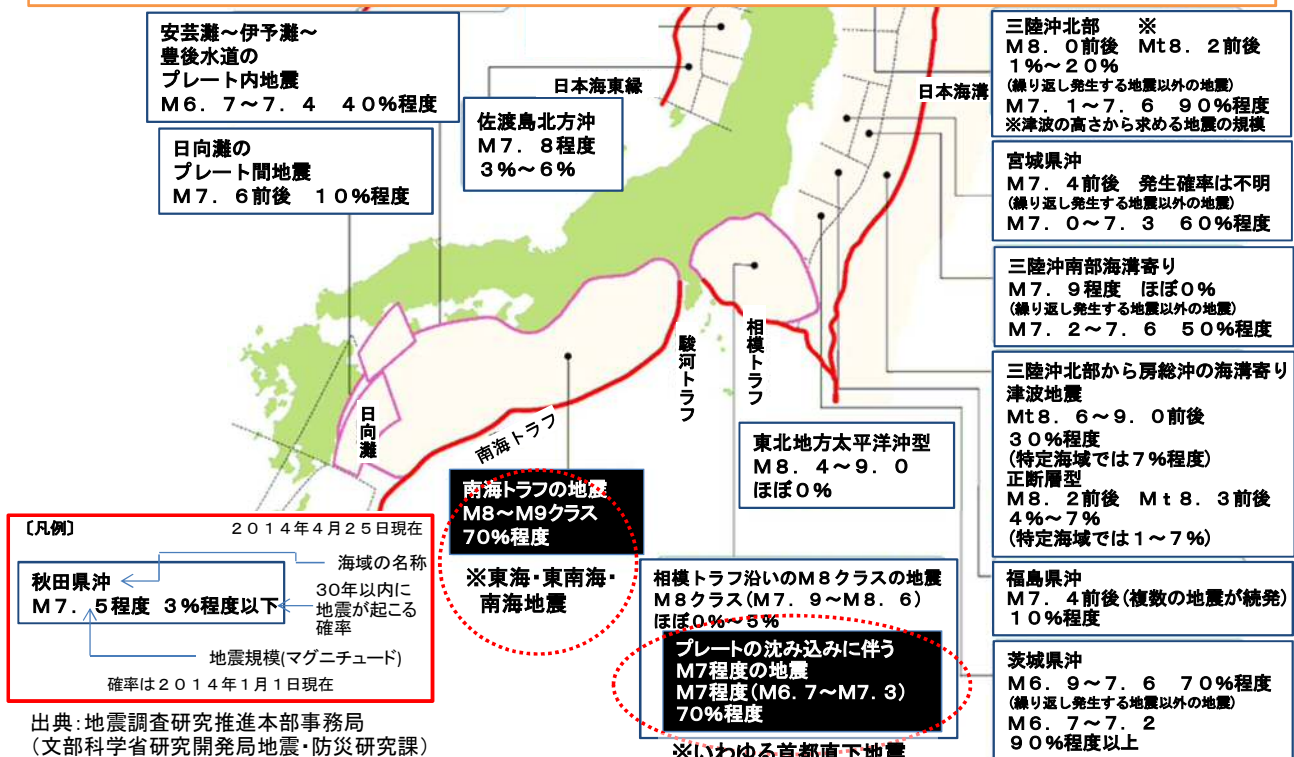 安芸灘～伊予灘～
豊後水道の
プレート内地震
Ｍ６．７～７．４　４０％程度
日向灘の
プレート間地震
Ｍ７．６前後　１０％程度
日本海東縁
佐渡島北方沖
Ｍ７．８程度
３％～６％
日本海溝
三陸沖北部　※
Ｍ８．０前後　Ｍｔ８．２前後
１％～２０％
(繰り返し発生する地震以外の地震)
Ｍ７．１～７．６　９０％程度
※津波の高さから求める地震の規模
宮城県沖
Ｍ７．４前後　発生確率は不明
(繰り返し発生する地震以外の地震)
Ｍ７．０～７．３　６０％程度
三陸沖南部海溝寄り
Ｍ７．９程度　ほぼ０％
(繰り返し発生する地震以外の地震)
Ｍ７．２～７．６　５０％程度
三陸沖北部から房総沖の海溝寄り
津波地震
Ｍｔ８．６～９．０前後
３０％程度
(特定海域では７％程度)
正断層型
Ｍ８．２前後　Ｍｔ８．３前後
４％～７％
(特定海域では１～７％)
福島県沖
Ｍ７．４前後(複数の地震が続発)
１０％程度
茨城県沖
Ｍ６．９～７．６　７０％程度
(繰り返し発生する地震以外の地震)
Ｍ６．７～７．２
９０％程度以上
相模トラフ
駿河トラフ
南海トラフ
日向灘
東北地方太平洋沖型
Ｍ８．４～９．０
ほぼ０％
南海トラフの地震
M8～M9クラス
70%程度
※東海・東南海・
南海地震
相模トラフ沿いのＭ８クラスの地震
Ｍ８クラス(Ｍ７．９～Ｍ８．６)
ほぼ０％～５％
プレートの沈み込みに伴う
M7程度の地震
M7程度(M6.7～M7.3)
70%程度
※いわゆる首都直下地震
〔凡例〕
２０１４年４月２５日現在
海域の名称
秋田県沖
Ｍ７．５程度　３％程度以下
30年以内に
地震が起こる
確率
地震規模(マグニチュード)
確率は２０１４年１月１日現在
出典：地震調査研究推進本部事務局
（文部科学省研究開発局地震・防災研究課）